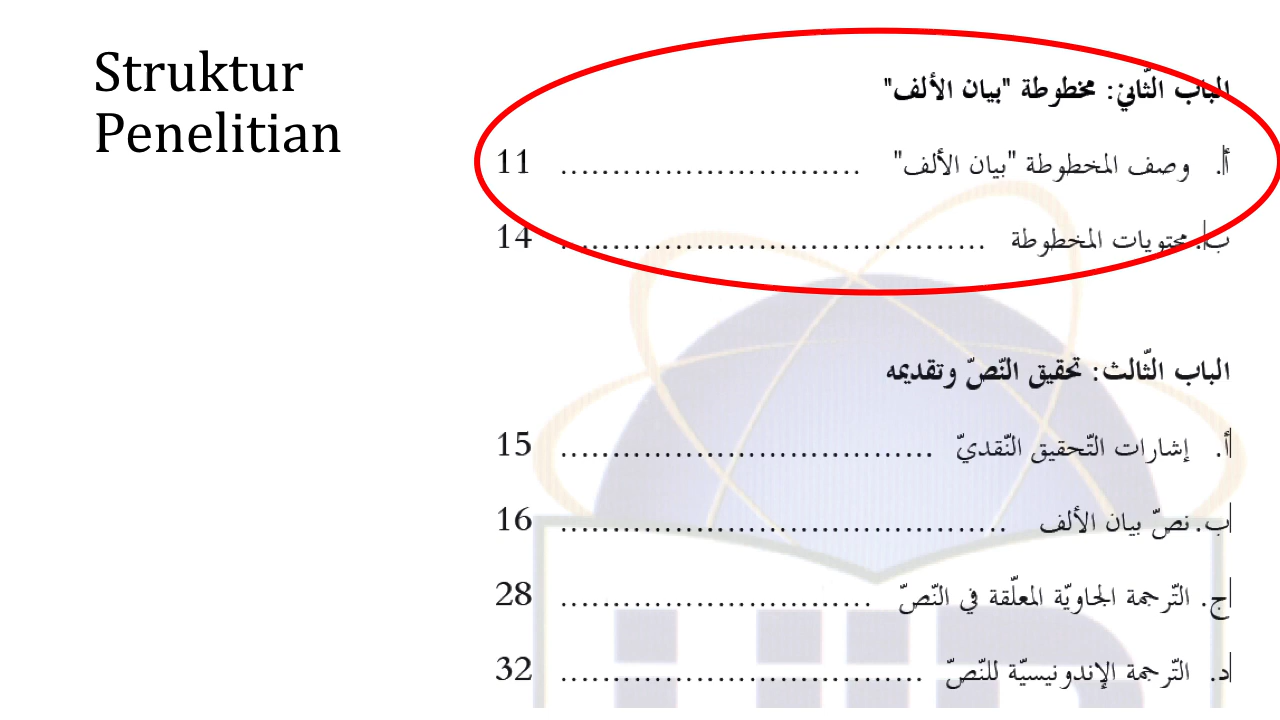 Struktur
Penelitian
الباب الثّاني: مخطوطة "بيان الألف"
أ. وصف المخطوطة "بيان الألف" ............................. 11
ب. محتويات المخطوطة ......................................... 14
الباب الثّالث: تحقيق النّصّ وتقديمه
أ. إشارات التّحقيق النّقديّ .................................... 15
ب. نصّ بيان الألف ........................................... 16
ج. التّرجمة الجاويّة المعلّقة في النّصّ .............................. 28
د. التّرجمة الإندونيسيّة للنّصّ ................................... 32